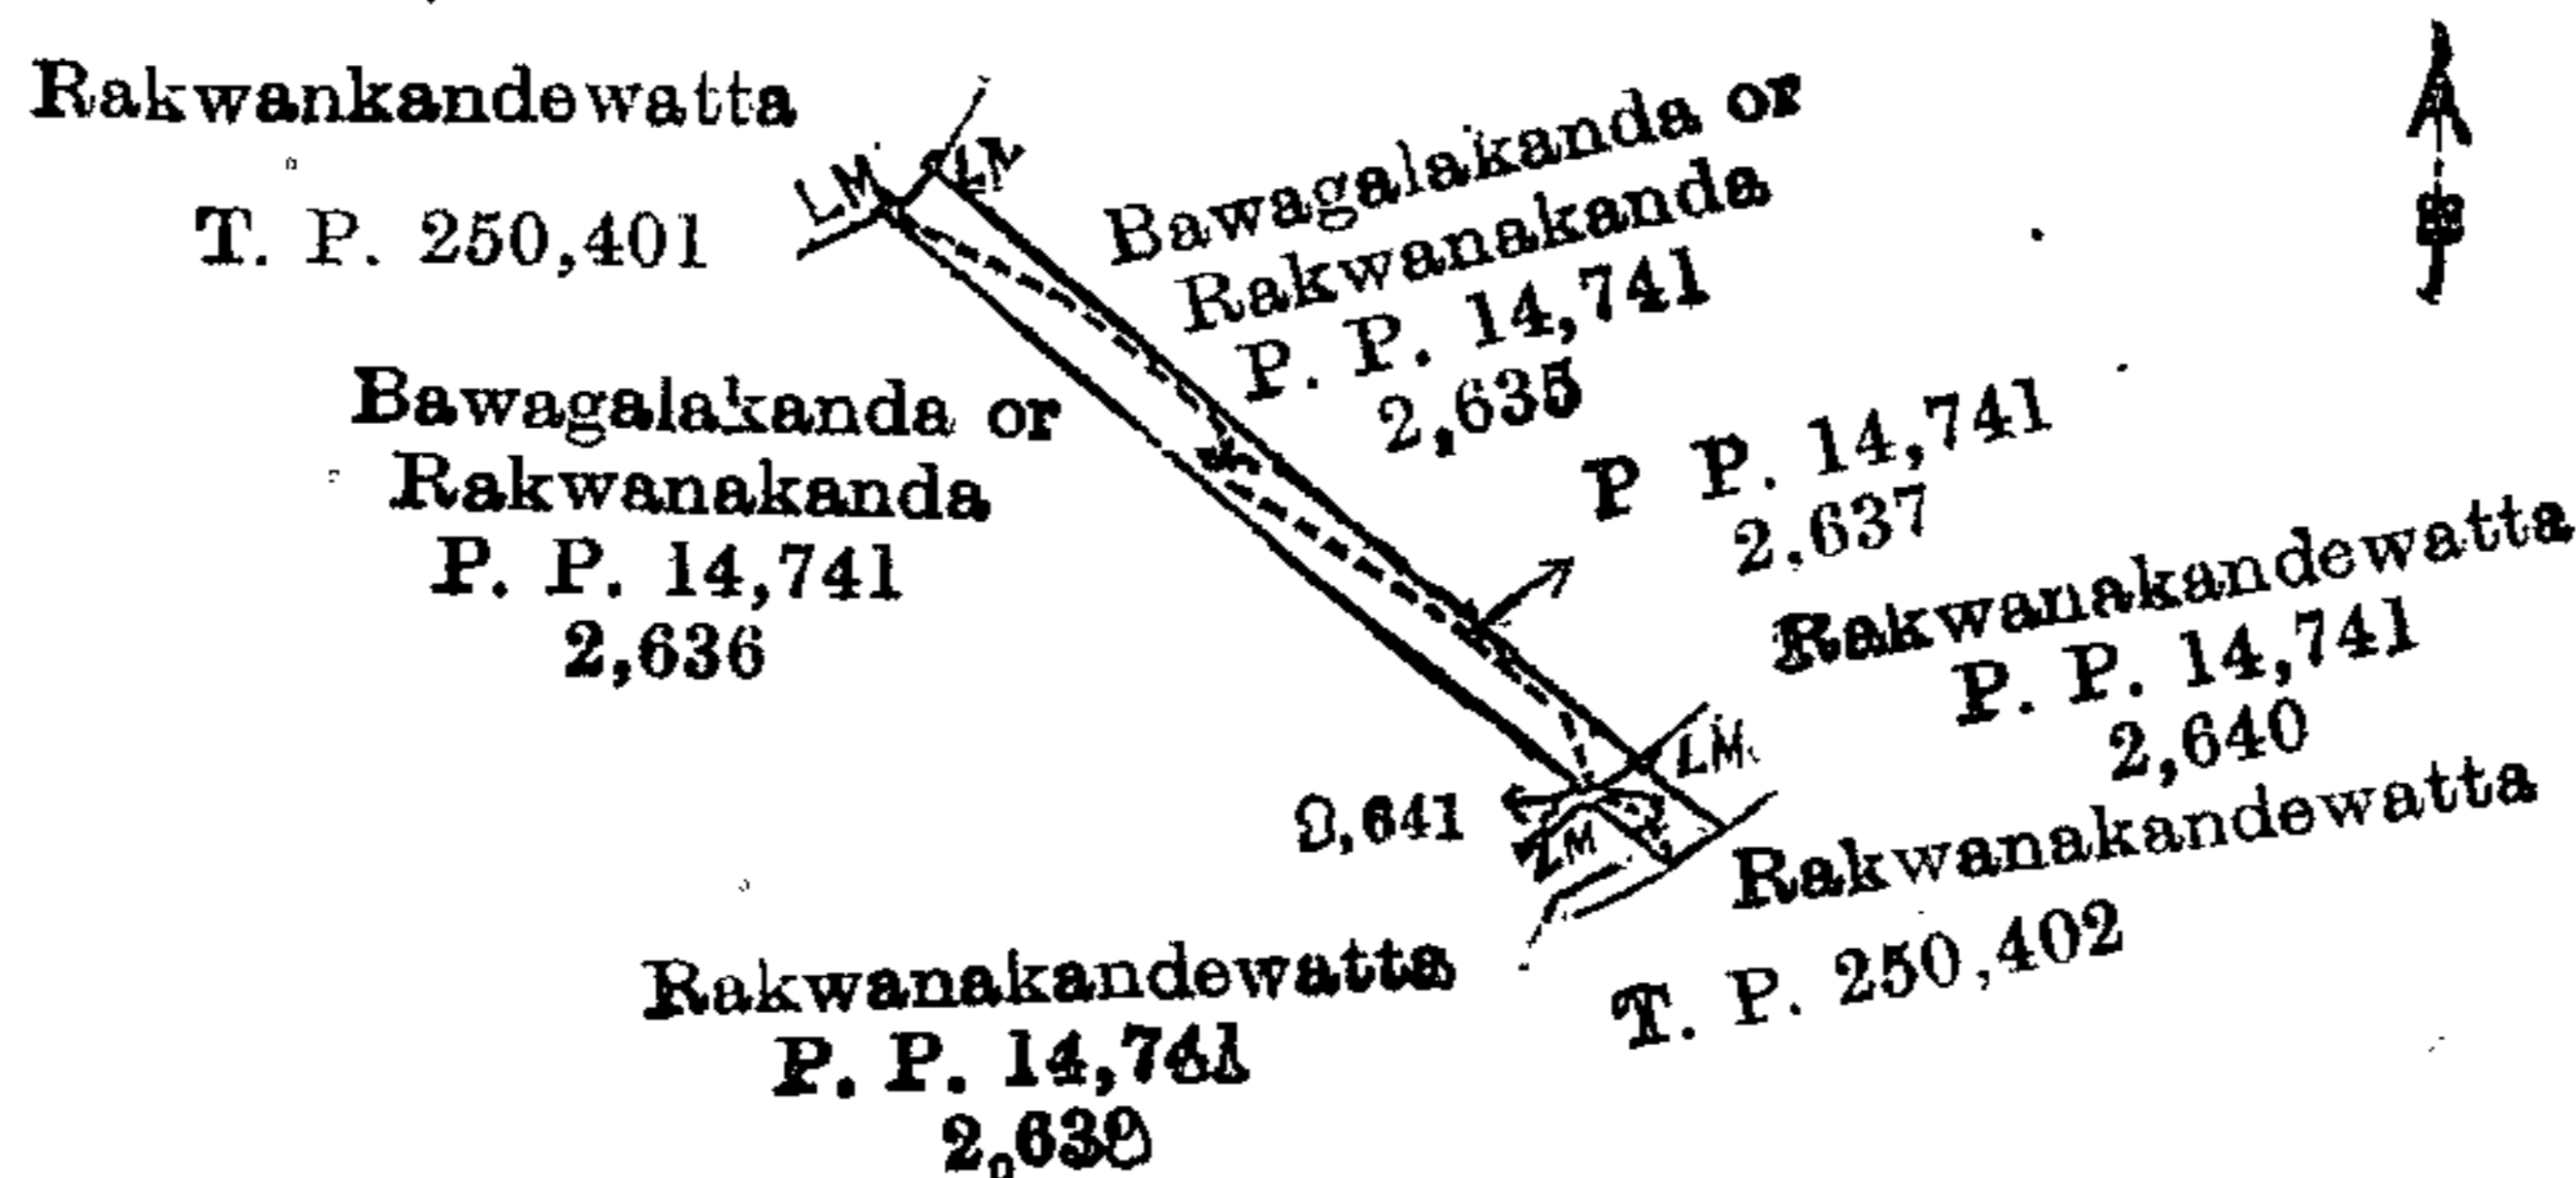 Rakwankandewatta
T. P. 250,401
LM
LM
Bawagalakanda or
Rakwanakanda
P. P. 14,741
2,635
Bawagalakanda or
Rakwanakanda
P. P. 14,741
2,636
P P. 14,741
2.637
Rakwanakandewatta
P. P. 14,741
2,640
LM
2,641
LM
Rakwanakandewatta
T. P. 250,402
Rakwanakandewatta
P. P. 14,741